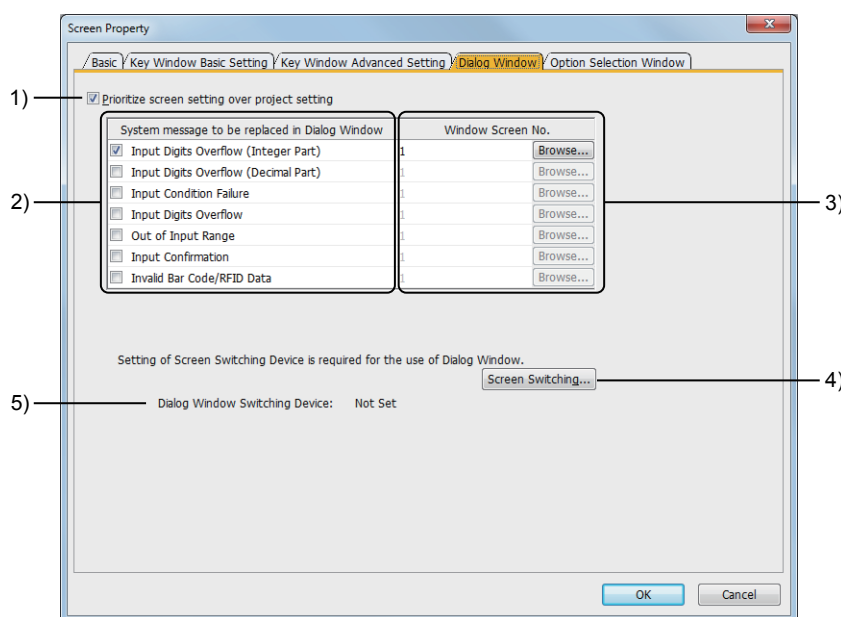 Screen Property
x
Basic Key Window Basic Setting Key Window Advanced Setting Dialog Window Option Selection Window
1) Prioritize screen setting over project setting
System message to be replaced in Dialog Window Window Screen No.
Input Digits Overflow (Integer Part) 1 Browse...
Input Digits Overflow (Decimal Part) 1 Browse...
2) Input Condition Failure 1 Browse... 3)
Input Digits Overflow 1 Browse...
Out of Input Range 1 Browse...
Input Confirmation 1 Browse...
Invalid Bar Code/RFID Data 1 Browse...
Setting of Screen Switching Device is required for the use of Dialog Window.
Screen Switching... 4)
5) Dialog Window Switching Device: Not Set
OK Cancel